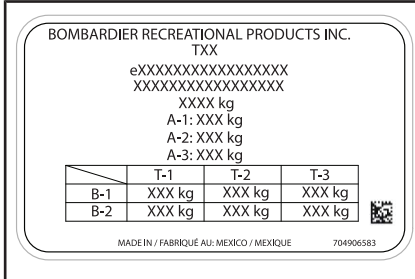 BOMBARDIER RECREATIONAL PRODUCTS INC.
TXX
eXXXXXXXXXXXXXXXXX
XXXXXXXXXXXXXXXXX
XXXX kg
A-1: XXX kg
A-2: XXX kg
A-3: XXX kg
T-1 T-2 T-3
B-1 XXX kg XXX kg XXX kg
B-2 XXX kg XXX kg XXX kg
MADE IN / FABRIQUÉ AU: MEXICO / MEXIQUE 704906583